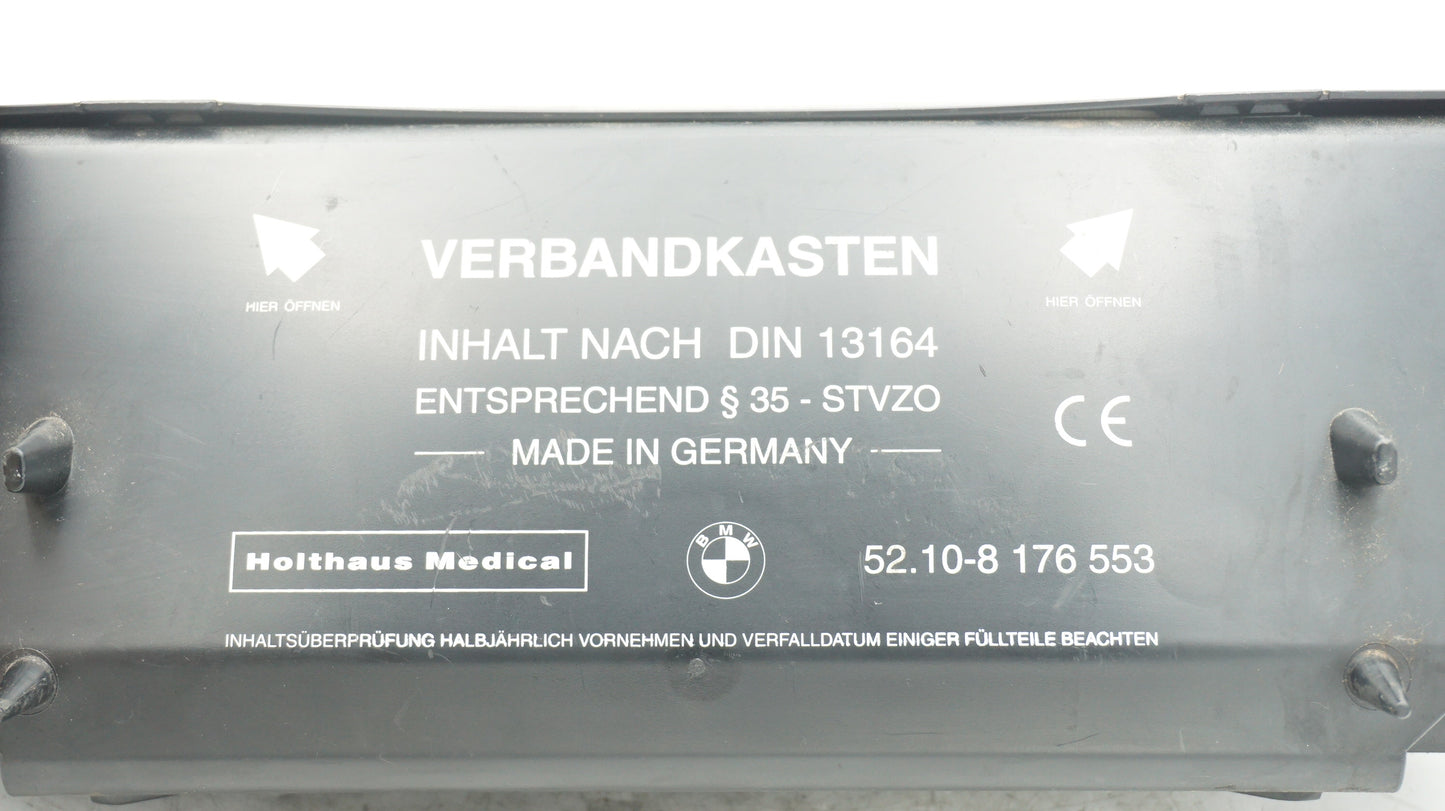 VERBANDKASTEN
HIER ÖFFNEN
HIER ÖFFNEN
INHALT NACH DIN 13164
ENTSPRECHEND § 35 - STVZO
CE
MADE IN GERMANY
Holthaus Medical
BMW
52.10-8 176 553
INHALTSÜBERPRÜFUNG HALBJÄHRLICH VORNEHMEN UND VERFALLDATUM EINIGER FÜLLTEILE BEACHTEN